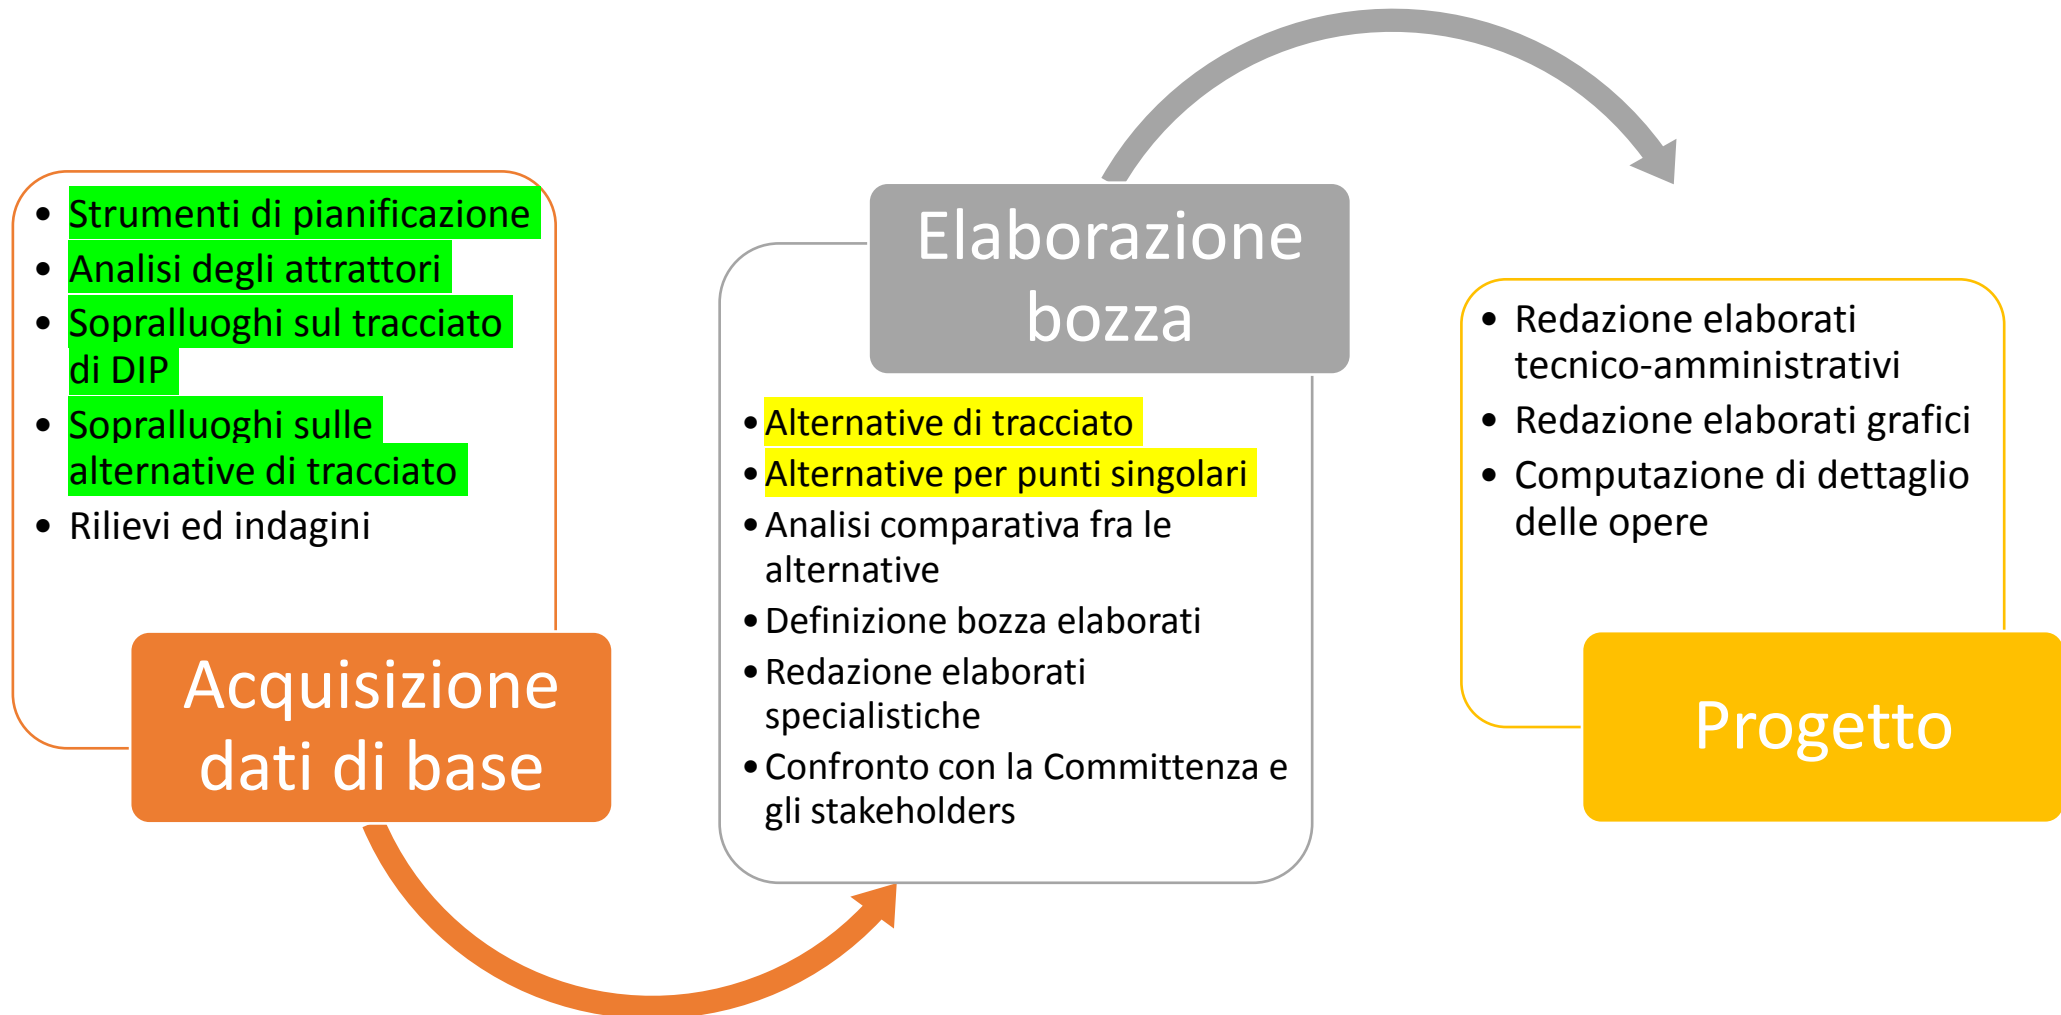 • Strumenti di pianificazione
• Analisi degli attrattori
• Sopralluoghi sul tracciato
di DIP
• Sopralluoghi sulle
alternative di tracciato
• Rilievi ed indagini
Acquisizione
dati di base
Elaborazione
bozza
• Alternative di tracciato
• Alternative per punti singolari
• Analisi comparativa fra le
alternative
• Definizione bozza elaborati
• Redazione elaborati
specialistiche
• Confronto con la Committenza e
gli stakeholders
• Redazione elaborati
tecnico-amministrativi
• Redazione elaborati grafici
• Computazione di dettaglio
delle opere
Progetto